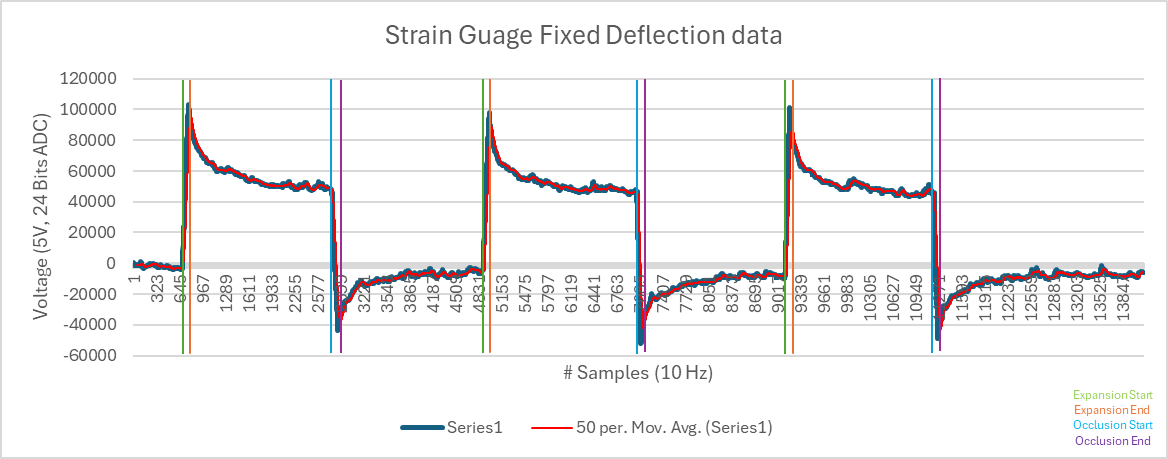 Strain Guage Fixed Deflection data
Voltage (5V, 24 Bits ADC)
120000
100000
80000
60000
40000
20000
0
-20000
-40000
-60000
1 323 645 967 1289 1611 1933 2255 2577 3221 3543 3865 4187 4509 4831 5153 5475 5797 6119 6441 6763 7407 7729 8051 8373 8695 9017 9339 9661 9983 10305 10627 10949 11593 11915 12237 12559 12881 13203 13525 13847
# Samples (10 Hz)
Series1 50 per. Mov. Avg. (Series1)
Expansion Start
Expansion End
Occlusion Start
Occlusion End